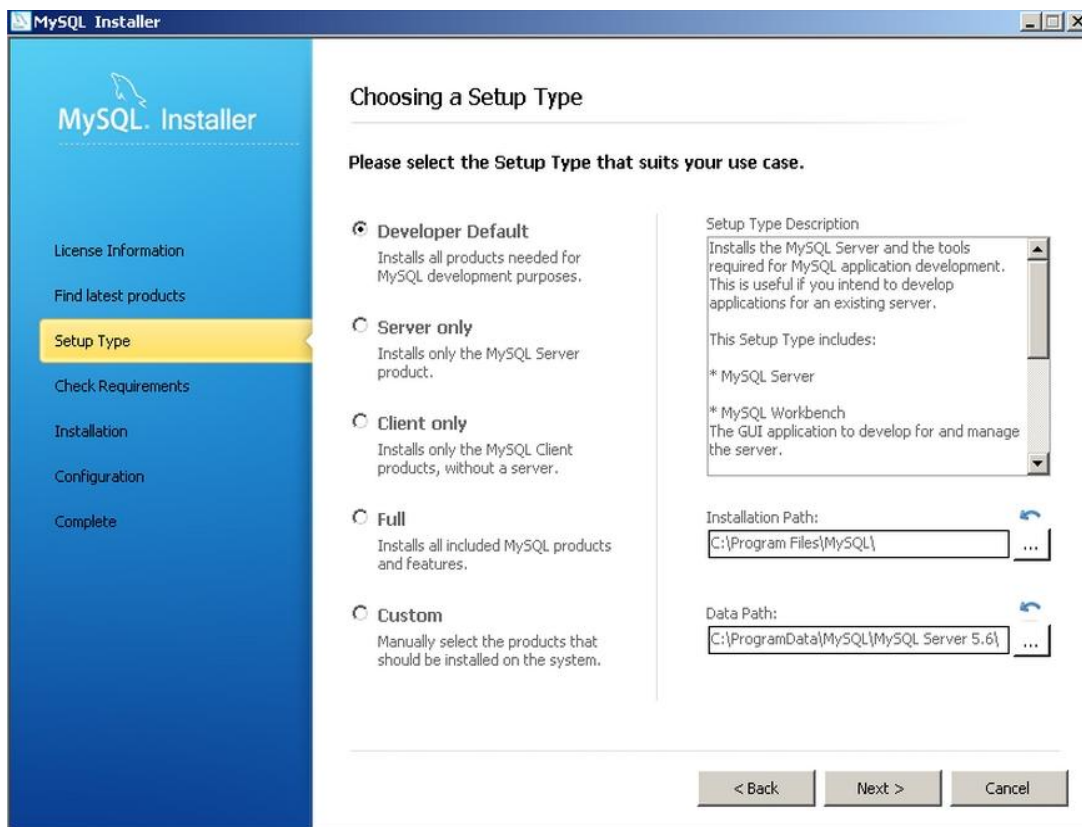 MySQL Installer
MySQL. Installer
License Information
Find latest products
Setup Type
Check Requirements
Installation
Configuration
Complete
Choosing a Setup Type
Please select the Setup Type that suits your use case.
Developer Default
Installs all products needed for
MySQL development purposes.
Server only
Installs only the MySQL Server
product.
Client only
Installs only the MySQL Client
products, without a server.
Full
Installs all included MySQL products
and features.
Custom
Manually select the products that
should be installed on the system.
Setup Type Description
Installs the MySQL Server and the tools
required for MySQL application development.
This is useful if you intend to develop
applications for an existing server.
This Setup Type includes:
* MySQL Server
* MySQL Workbench
The GUI application to develop for and manage
the server.
Installation Path:
C:\Program Files\MySQL\
...
Data Path:
C:\ProgramData\MySQL\MySQL Server 5.6\
...
< Back
Next >
Cancel